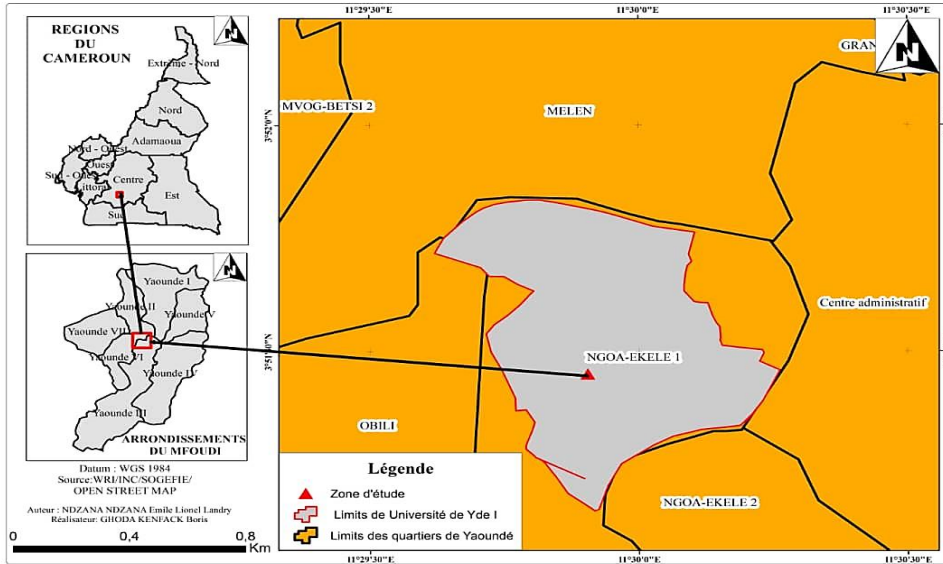 REGIONS
DU
CAMEROUN
N
Extrême - Nord
Nord
Adamaoua
Nord - Ouest
Ouest
Sud - Ouest
Littoral
Centre
Est
Sud
N
Yaounde I
Yaounde II
Yaounde V
Yaounde VII
Yaounde VI
Yaounde IV
Yaounde III
ARRONDISSEMENTS
DU MFOUDI
Datum : WGS 1984
Source:WRI/INC/SOGEFIE/
OPEN STREET MAP
Auteur : NDZANA NDZANA Emile Lionel Landry
Réalisateur: GHODA KENFACK Boris
0 0,4 0,8
Km
11°29'30"E 11°30'0"E 11°30'30"E
N
GRAN
MVOG-BETSI 2
MELEN
3°52'0"N
Centre administratif
NGOA-EKELE 1
OBILI
NGOA-EKELE 2
Légende
Zone d'étude
Limits de Université de Yde I
Limits des quartiers de Yaoundé
11°29'30"E 11°30'0"E 11°30'30"E